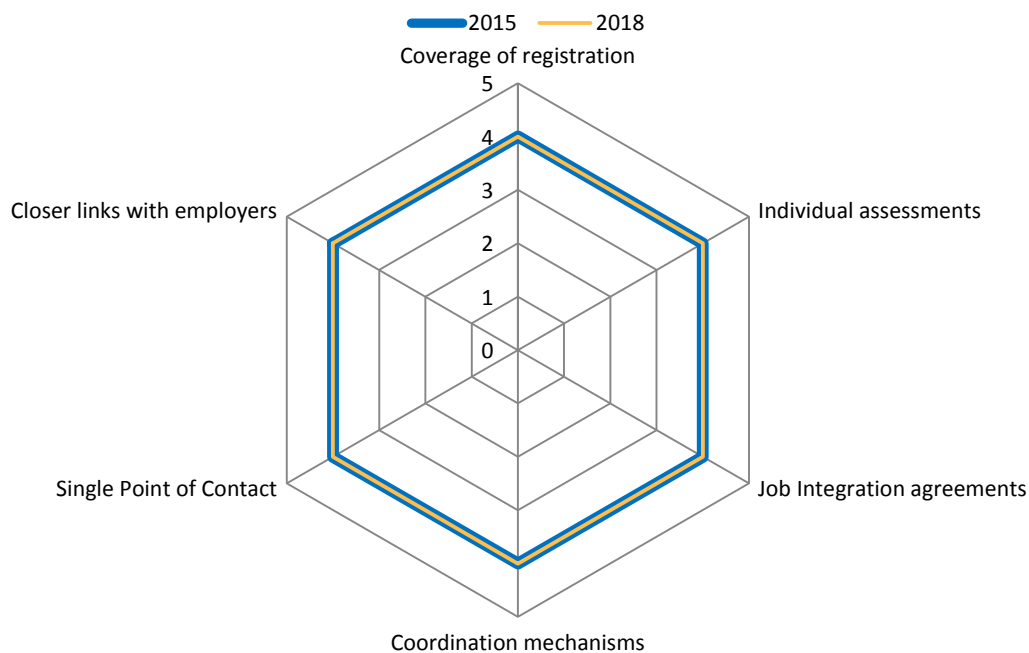 2015 2018
Coverage of registration
5
4
3
2
1
0
Closer links with employers
Individual assessments
Single Point of Contact
Job Integration agreements
Coordination mechanisms